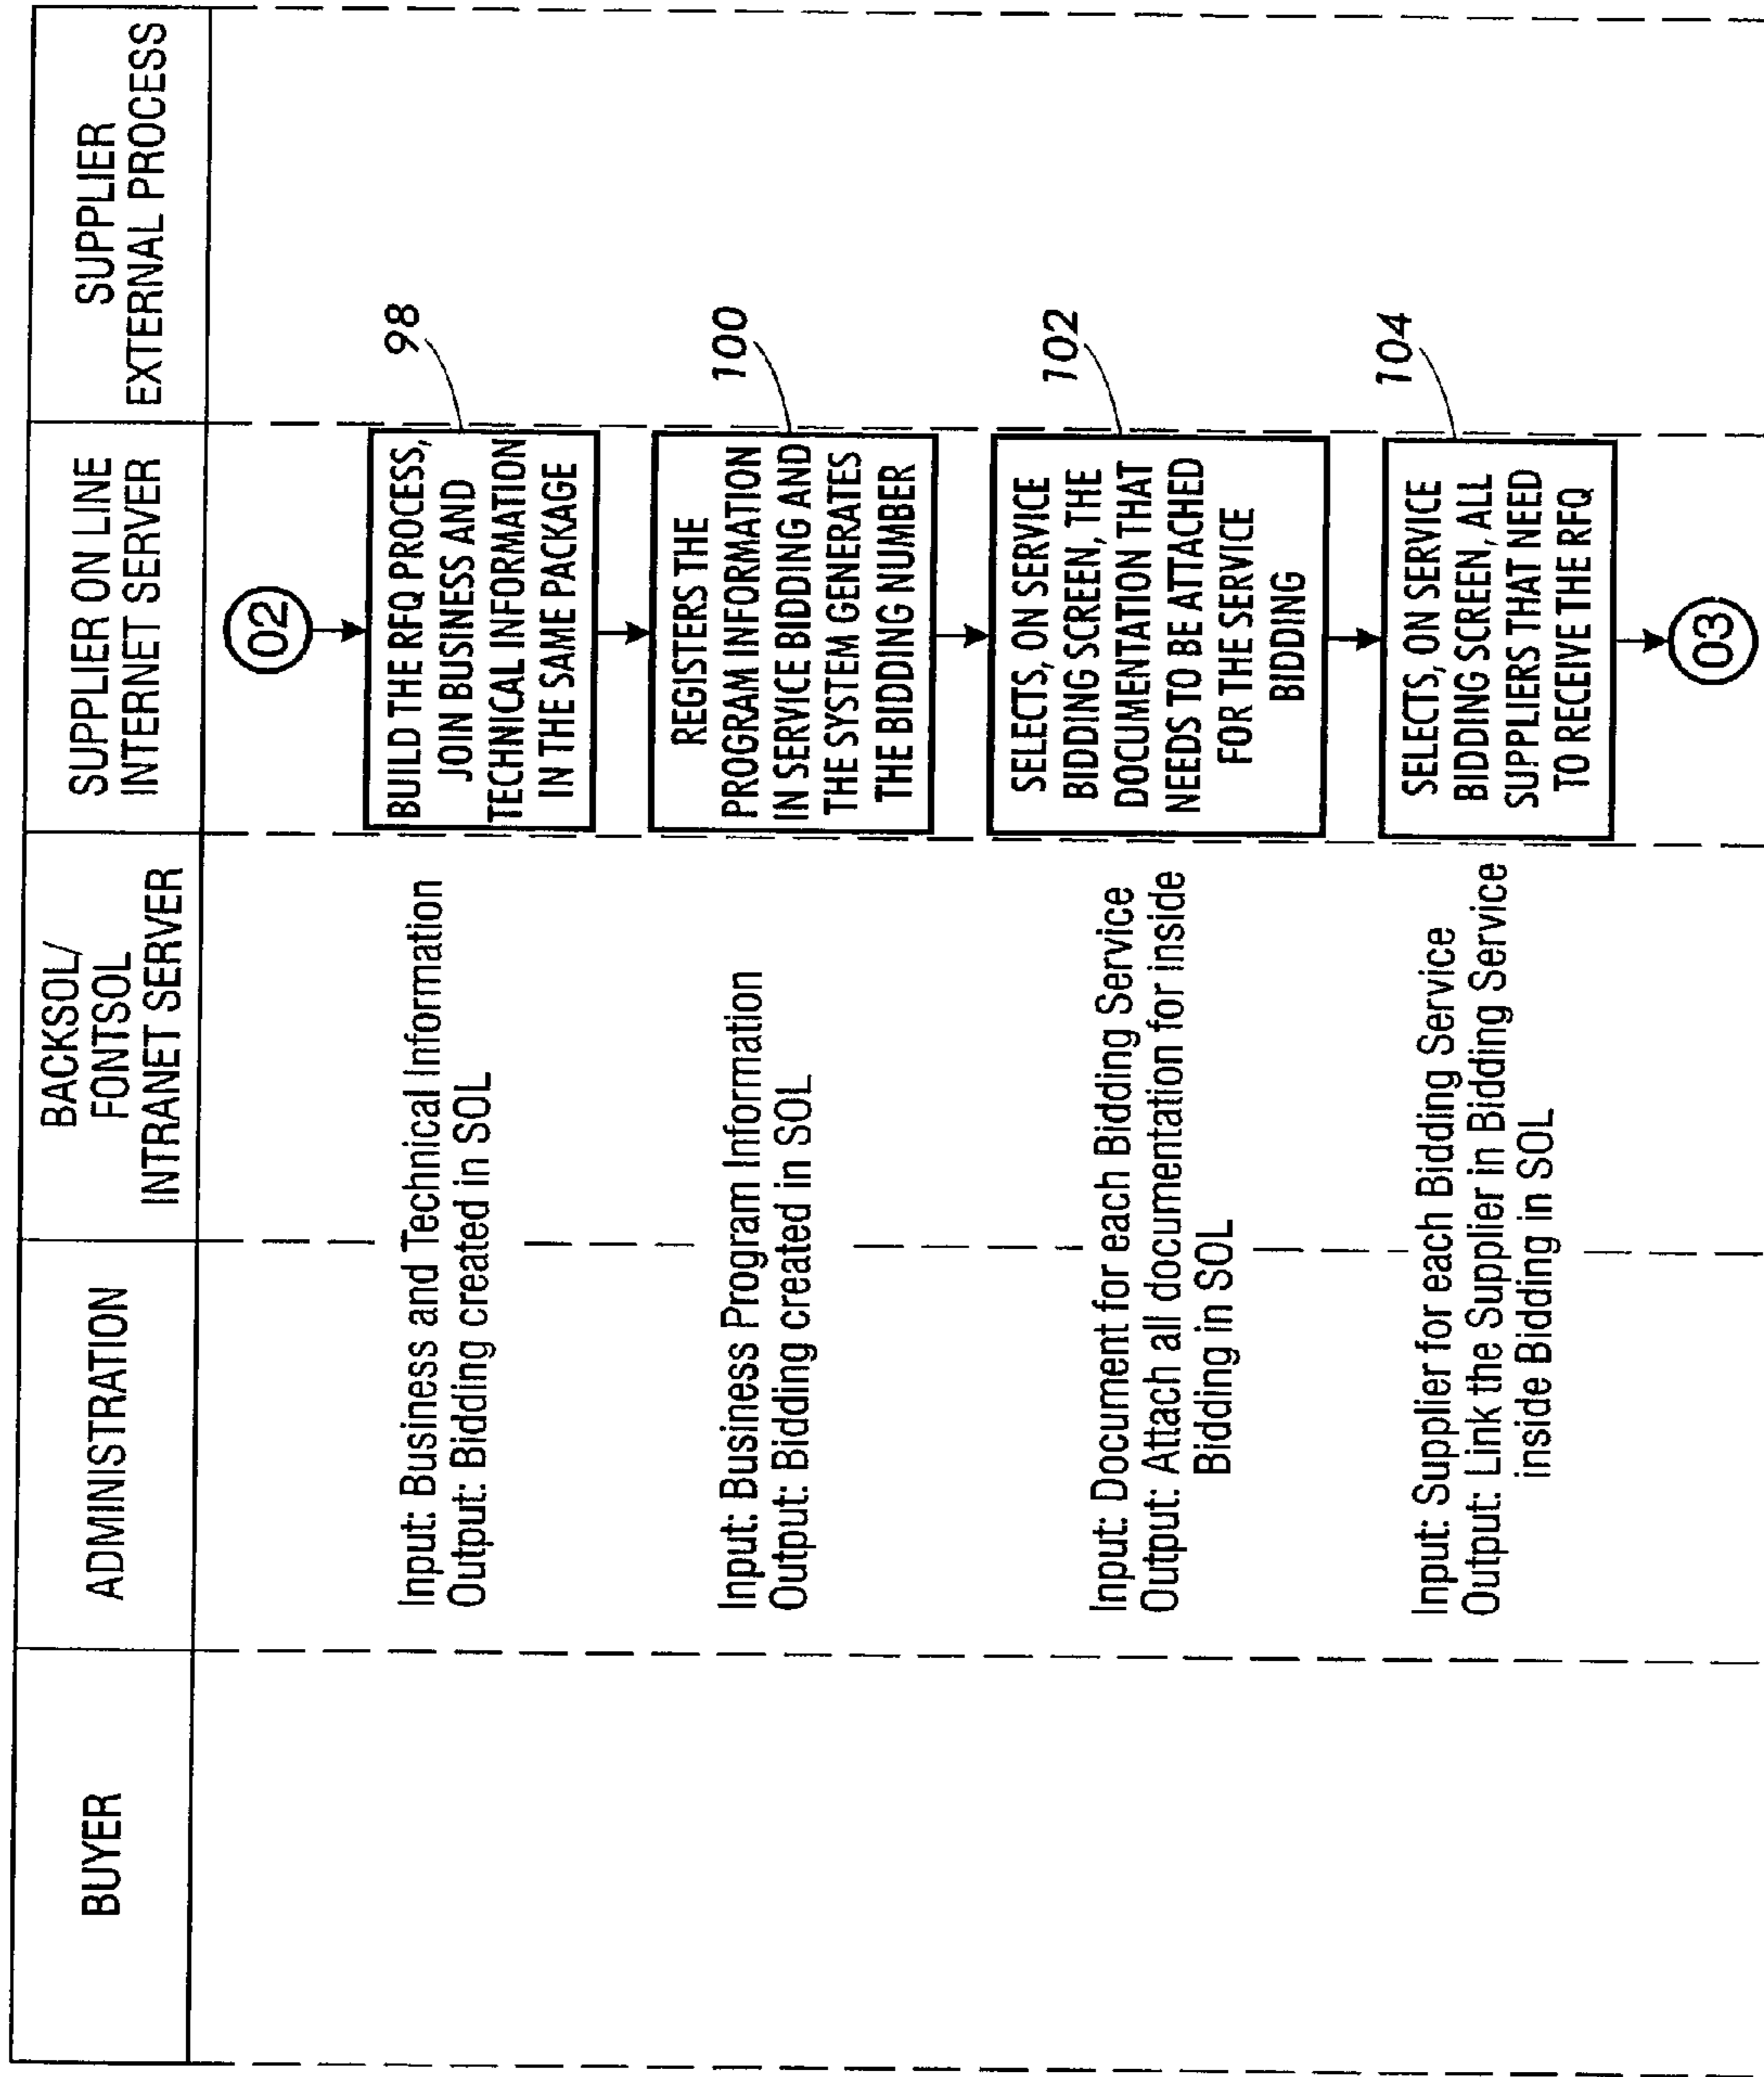 BUYER
ADMINISTRATION
BACKSOL/
FONTSOL
INTRANET SERVER
SUPPLIER ON LINE
INTERNET SERVER
SUPPLIER
EXTERNAL PROCESS
02
98
BUILD THE RFQ PROCESS,
JOIN BUSINESS AND
TECHNICAL INFORMATION
IN THE SAME PACKAGE
Input: Business and Technical Information
Output: Bidding created in SOL
100
REGISTERS THE
PROGRAM INFORMATION
IN SERVICE BIDDING AND
THE SYSTEM GENERATES
THE BIDDING NUMBER
Input: Business Program Information
Output: Bidding created in SOL
102
SELECTS, ON SERVICE
BIDDING SCREEN, THE
DOCUMENTATION THAT
NEEDS TO BE ATTACHED
FOR THE SERVICE
BIDDING
Input: Document for each Bidding Service
Output: Attach all documentation for inside
Bidding in SOL
104
SELECTS, ON SERVICE
BIDDING SCREEN, ALL
SUPPLIERS THAT NEED
TO RECEIVE THE RFQ
Input: Supplier for each Bidding Service
Output: Link the Supplier in Bidding Service
inside Bidding in SOL
03